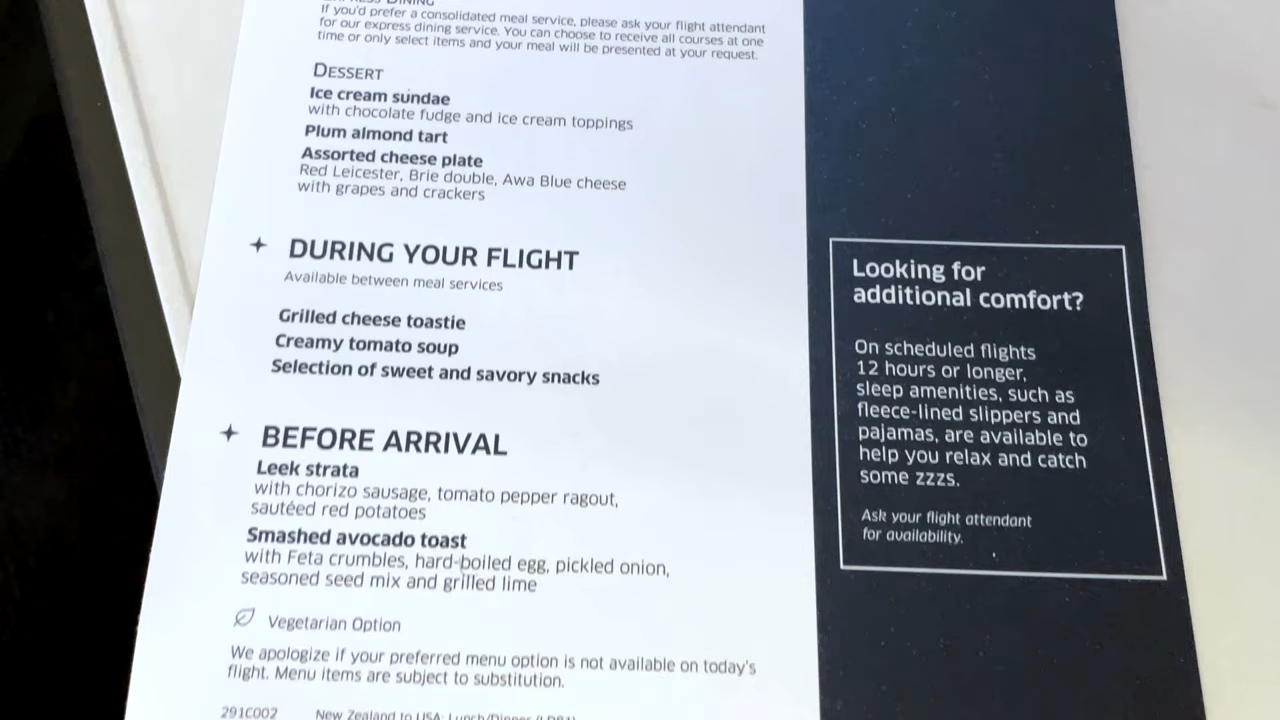 EXPRESS DINING
If you'd prefer a consolidated meal service, please ask your flight attendant
for our express dining service. You can choose to receive all courses at one
time or only select items and your meal will be presented at your request.
DESSERT
Ice cream sundae
with chocolate fudge and ice cream toppings
Plum almond tart
Assorted cheese plate
Red Leicester, Brie double, Awa Blue cheese
with grapes and crackers
DURING YOUR FLIGHT
Available between meal services
Grilled cheese toastie
Creamy tomato soup
Selection of sweet and savory snacks
BEFORE ARRIVAL
Leek strata
with chorizo sausage, tomato pepper ragout,
sautéed red potatoes
Smashed avocado toast
with Feta crumbles, hard-boiled egg, pickled onion,
seasoned seed mix and grilled lime
Vegetarian Option
We apologize if your preferred menu option is not available on today's
flight. Menu items are subject to substitution.
291C002 New Zealand to USA: Lunch/Dinner
Looking for
additional comfort?
On scheduled flights
12 hours or longer,
sleep amenities, such as
fleece-lined slippers and
pajamas, are available to
help you relax and catch
some zzzs.
Ask your flight attendant
for availability.